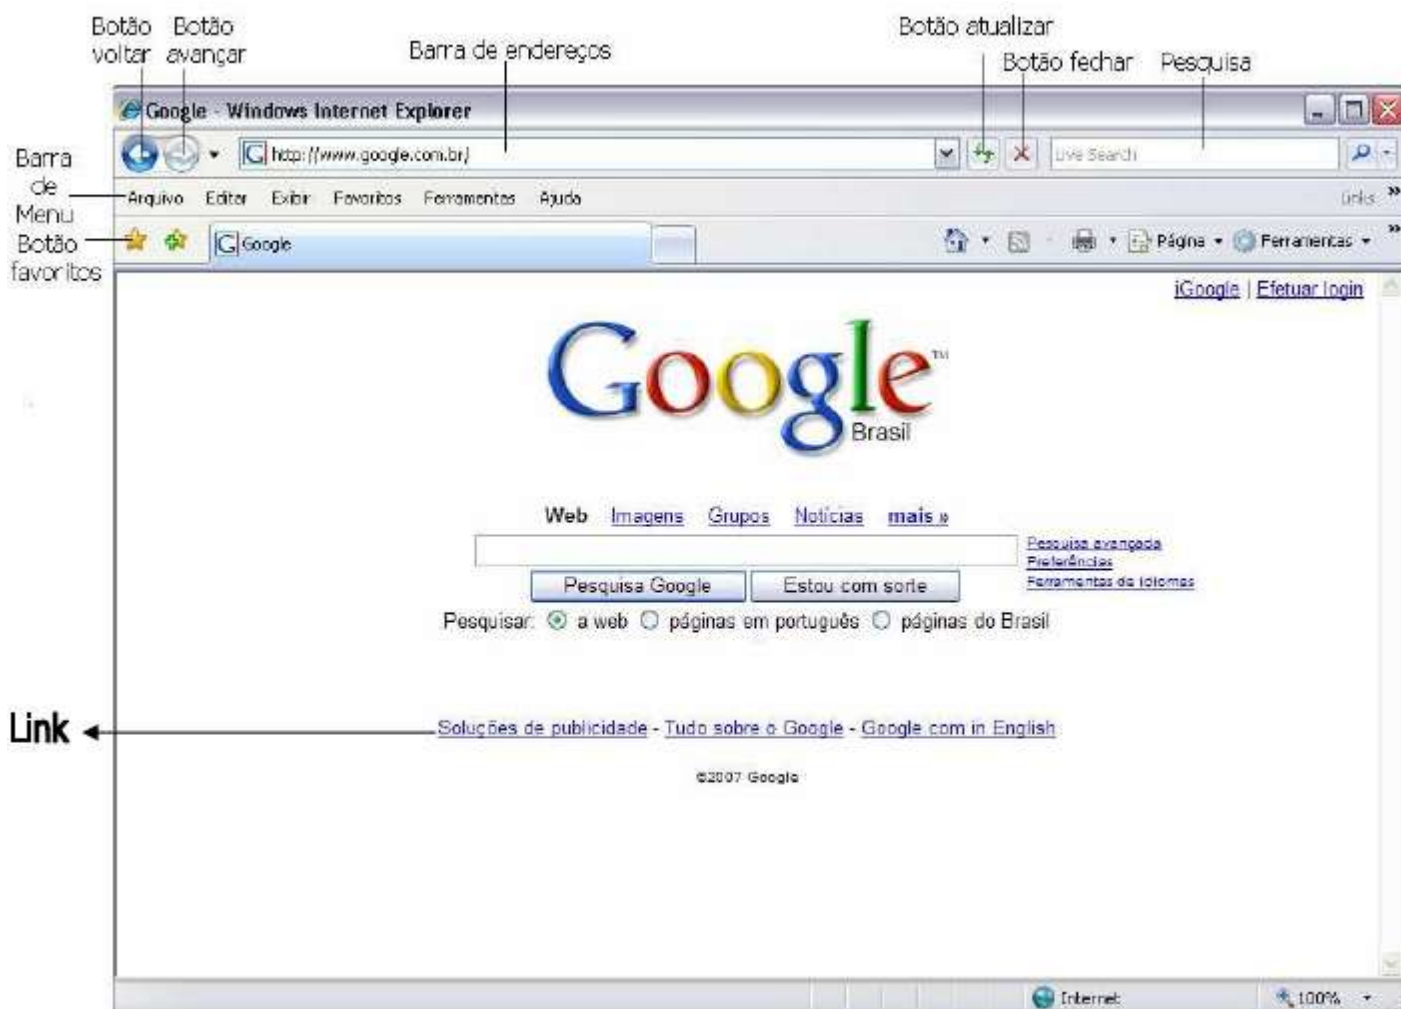 Botão voltar
Botão avançar
Barra de endereços
Botão atualizar
Botão fechar
Pesquisa
Google - Windows Internet Explorer
http://www.google.com.br/
Live Search
Barra de Menu
Arquivo Editar Exibir Favoritos Ferramentas Ajuda
Links »
Botão favoritos
Google
Página Ferramentas »
iGoogle | Efetuar login
Google™
Brasil
Web Imagens Grupos Notícias mais »
Pesquisa avançada
Preferências
Ferramentas de idiomas
Pesquisa Google Estou com sorte
Pesquisar: a web páginas em português páginas do Brasil
Link
Soluções de publicidade - Tudo sobre o Google - Google.com in English
©2007 Google
Internet 100%